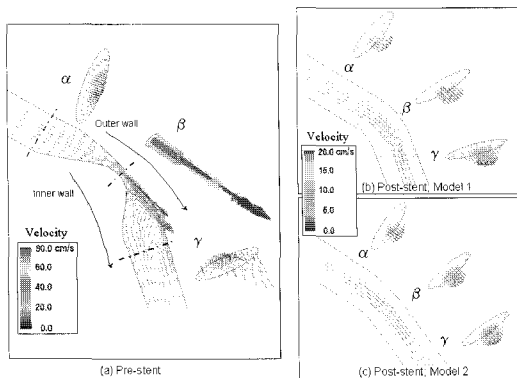 α
Outer wall
β
Inner wall
γ
Velocity
90.0 cm/s
60.0
40.0
20.0
0.0
(a) Pre-stent
α
β
γ
Velocity
20.0 cm/s
15.0
10.0
5.0
0.0
(b) Post-stent, Model 1
α
β
γ
(c) Post-stent, Model 2